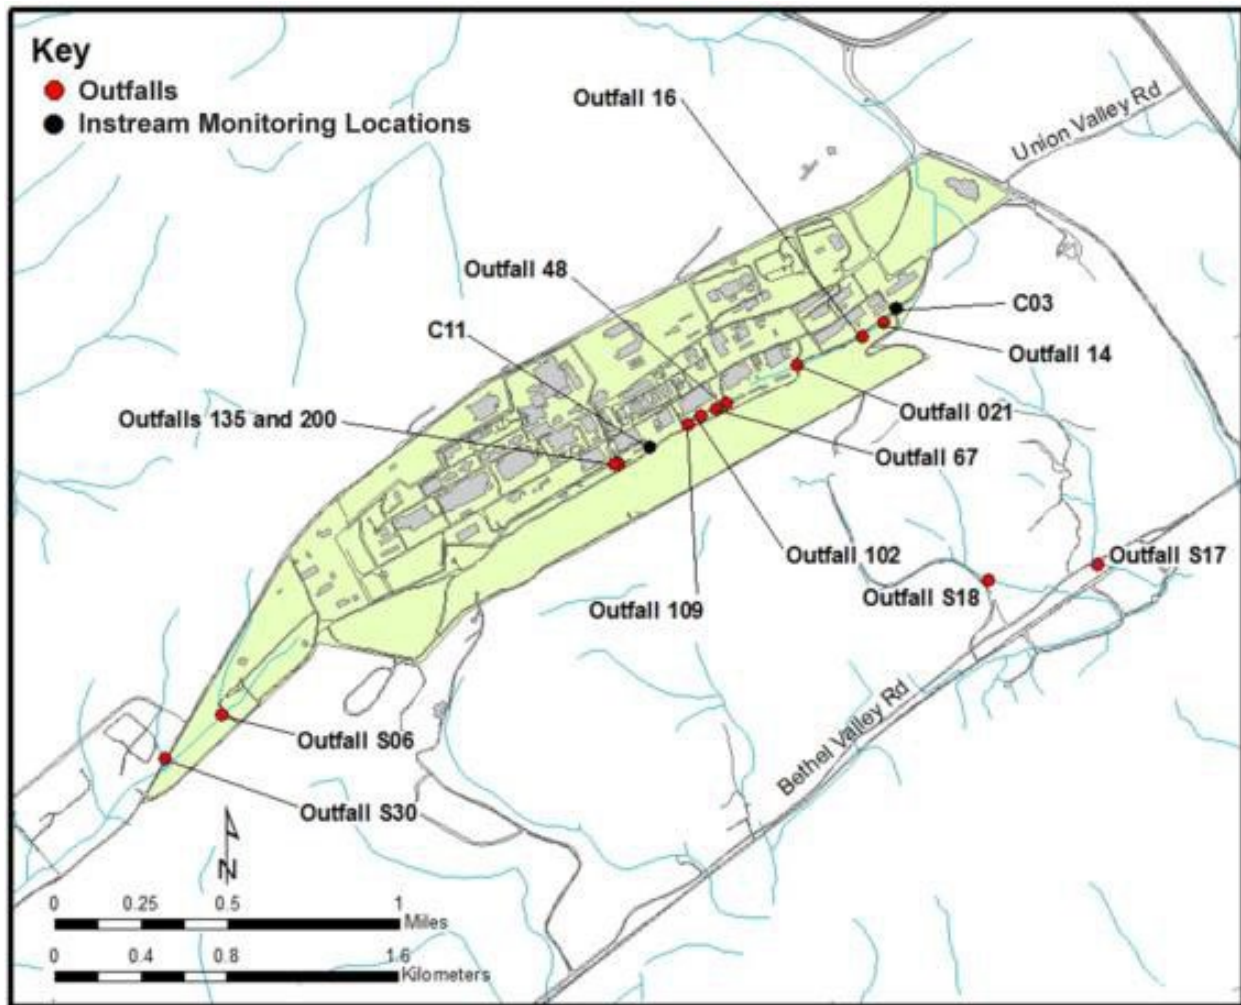 Key
Outfalls
Instream Monitoring Locations
Outfall 16
Union Valley Rd
Outfall 48
C11
C03
Outfall 14
Outfalls 135 and 200
Outfall 021
Outfall 67
Outfall 102
Outfall S17
Outfall S18
Outfall 109
Bethel Valley Rd
Outfall S06
Outfall S30
N
0 0.25 0.5 1
Miles
0 0.4 0.8 1.6
Kilometers